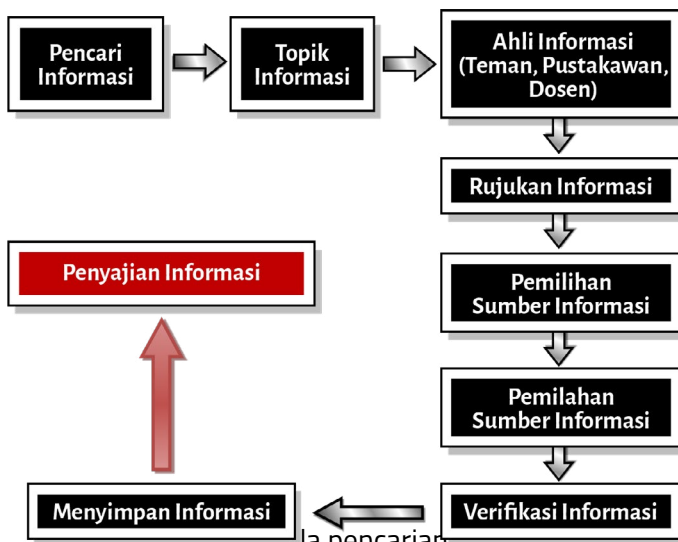 Pencari
Informasi
Topik
Informasi
Ahli Informasi
(Teman, Pustakawan,
Dosen)
Rujukan Informasi
Pemilihan
Sumber Informasi
Pemilahan
Sumber Informasi
Verifikasi Informasi
Menyimpan Informasi
Penyajian Informasi